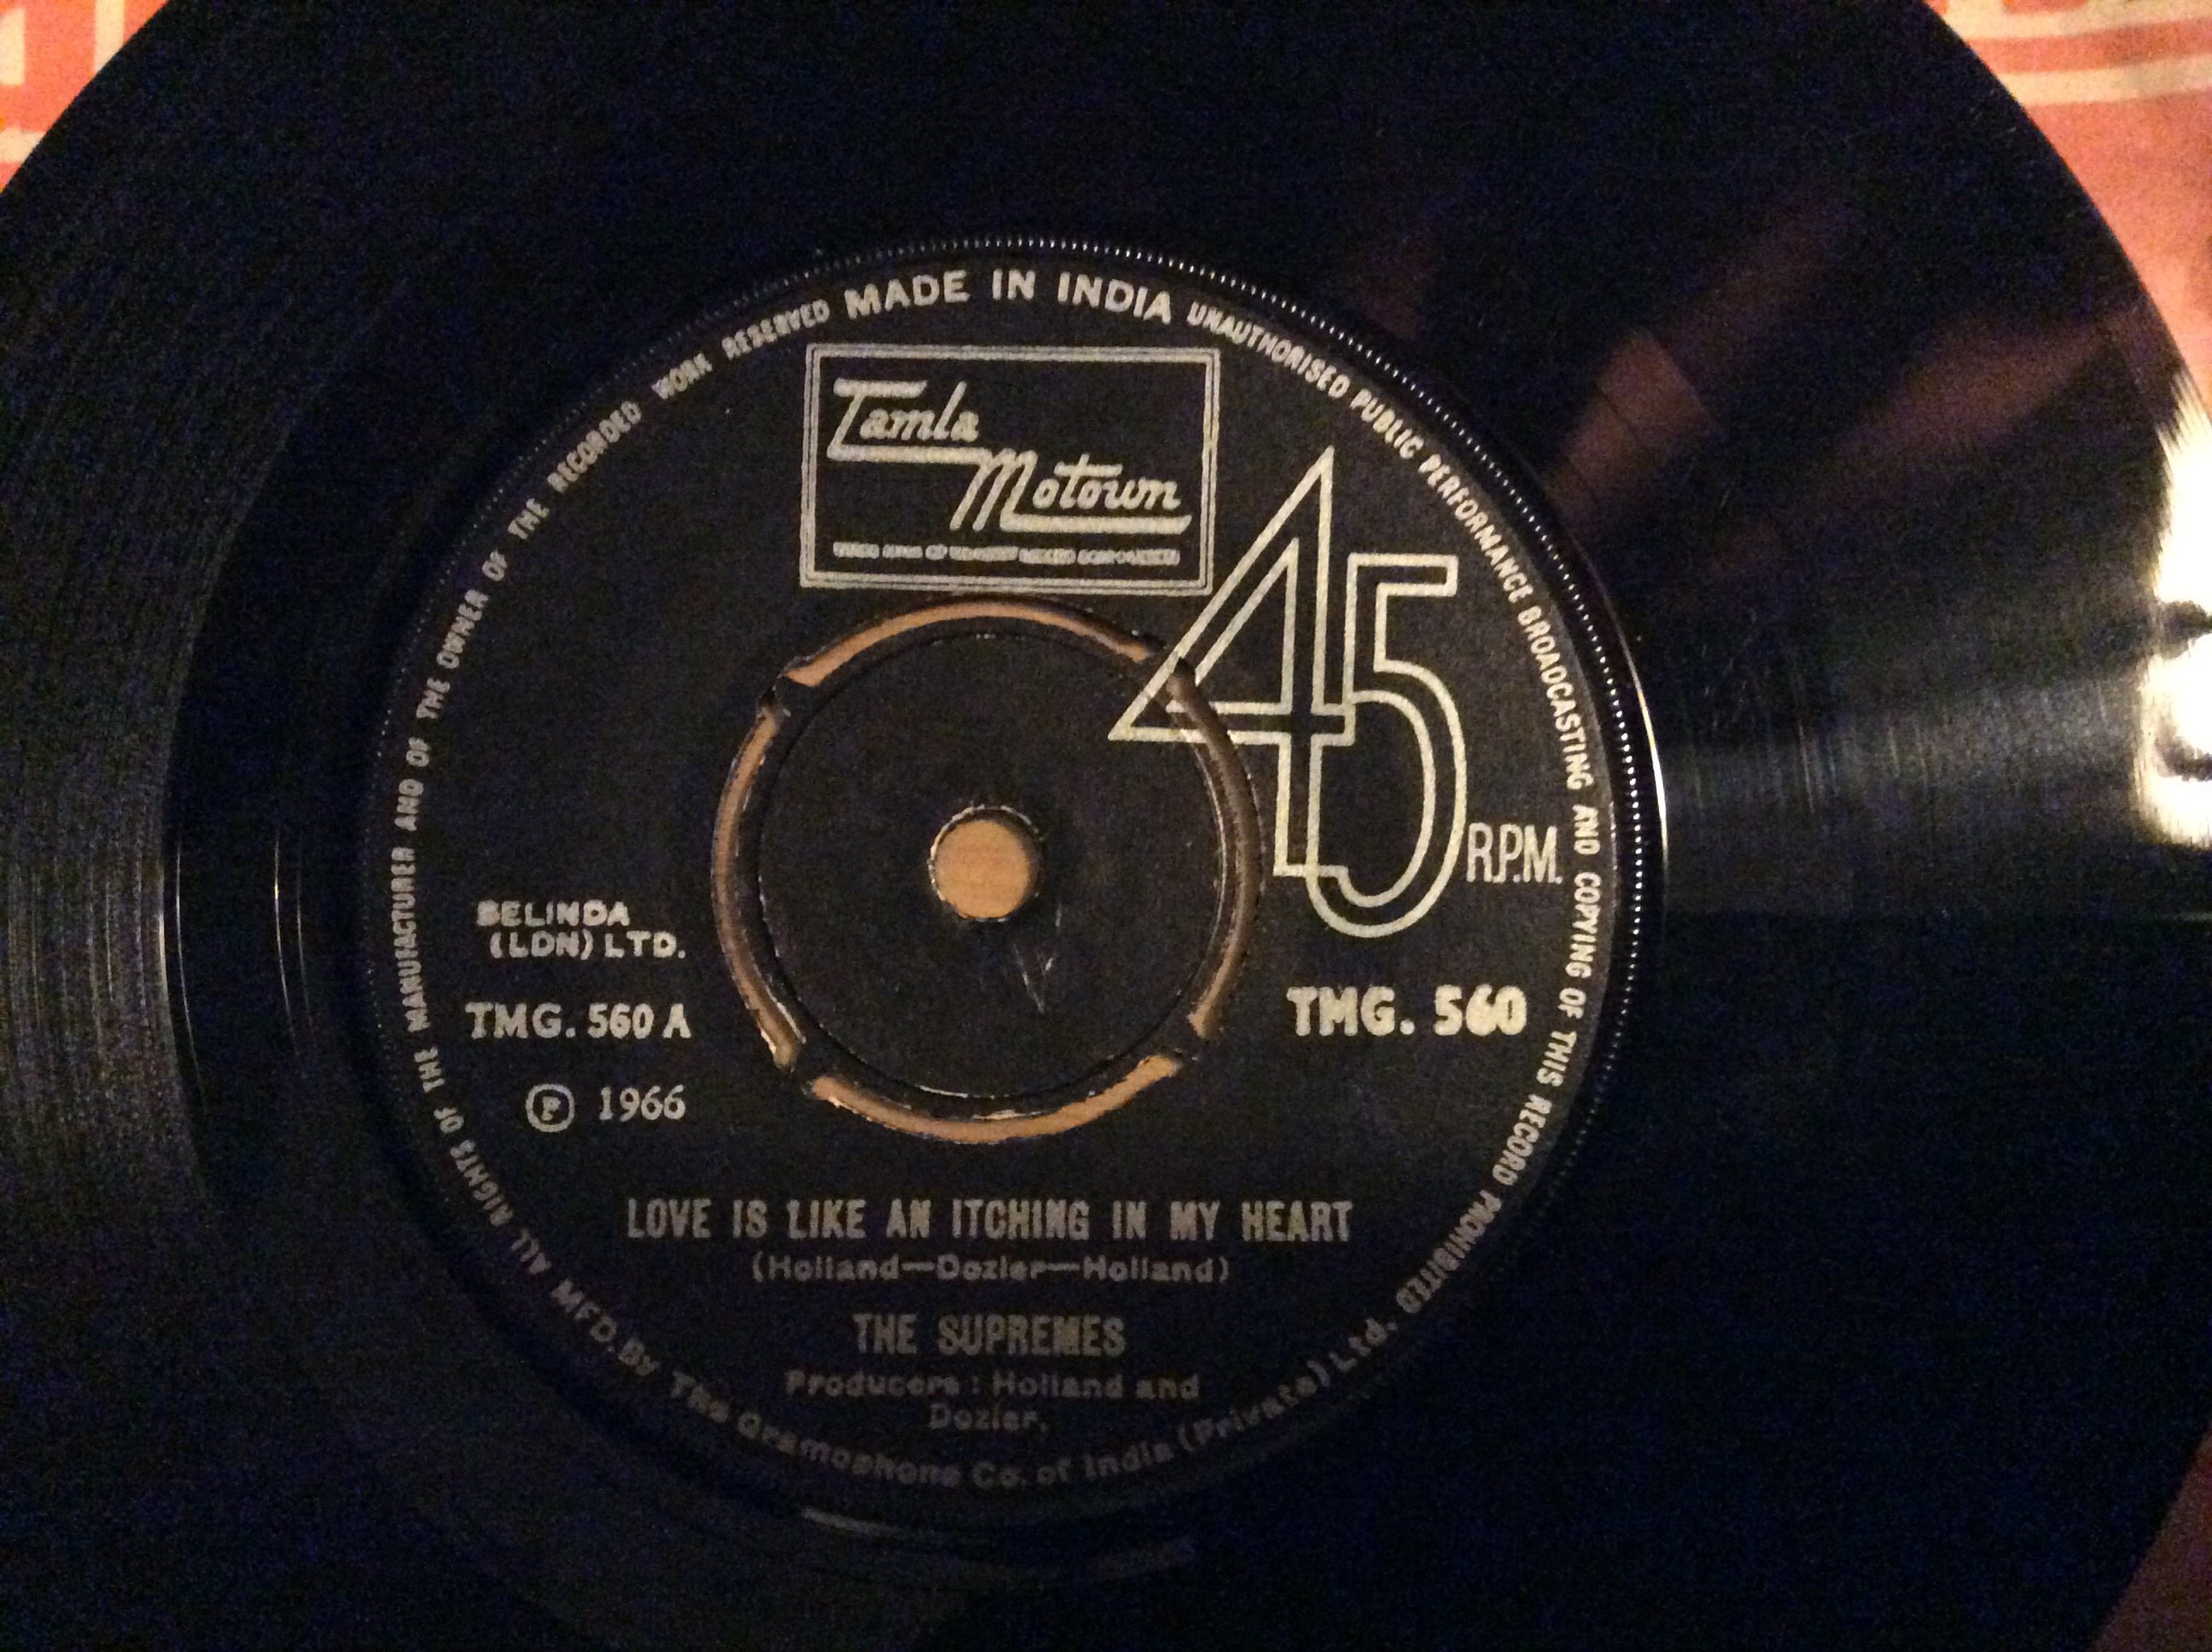 MADE IN INDIA
UNAUTHORISED PUBLIC PERFORMANCE BROADCASTING AND COPYING OF THIS RECORD PROHIBITED
MFD. BY The Gramophone Co. of India (Private) Ltd.
ALL RIGHTS OF THE MANUFACTURER AND OF THE OWNER OF THE RECORDED WORK RESERVED
Tamla
Motown
45
R.P.M.
BELINDA
(LDN) LTD.
TMG. 560 A
TMG. 560
Ⓟ 1966
LOVE IS LIKE AN ITCHING IN MY HEART
(Holland—Dozier—Holland)
THE SUPREMES
Producers : Holland and
Dozier.